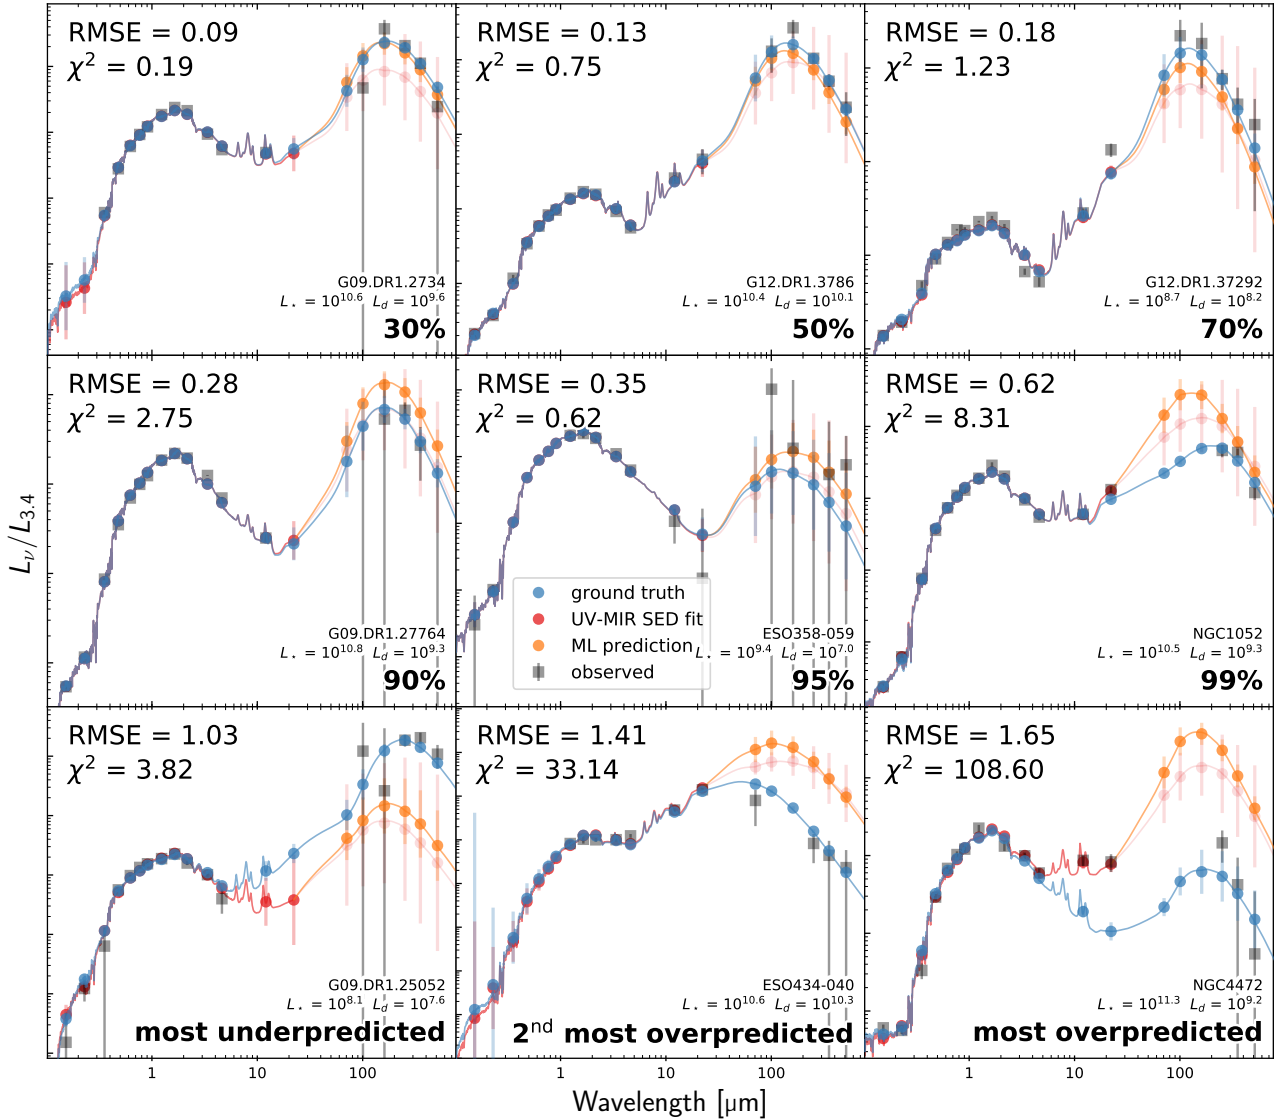 RMSE = 0.09
χ² = 0.19
G09.DR1.2734
L⋆ = 10^10.6 L_d = 10^9.6
30%
RMSE = 0.13
χ² = 0.75
G12.DR1.3786
L⋆ = 10^10.4 L_d = 10^10.1
50%
RMSE = 0.18
χ² = 1.23
G12.DR1.37292
L⋆ = 10^8.7 L_d = 10^8.2
70%
RMSE = 0.28
χ² = 2.75
G09.DR1.27764
L⋆ = 10^10.8 L_d = 10^9.3
90%
RMSE = 0.35
χ² = 0.62
ground truth
UV-MIR SED fit
ML prediction
observed
ESO358-059
L⋆ = 10^9.4 L_d = 10^7.0
95%
RMSE = 0.62
χ² = 8.31
NGC1052
L⋆ = 10^10.5 L_d = 10^9.3
99%
RMSE = 1.03
χ² = 3.82
G09.DR1.25052
L⋆ = 10^8.1 L_d = 10^7.6
most underpredicted
RMSE = 1.41
χ² = 33.14
ESO434-040
L⋆ = 10^10.6 L_d = 10^10.3
2nd most overpredicted
RMSE = 1.65
χ² = 108.60
NGC4472
L⋆ = 10^11.3 L_d = 10^9.2
most overpredicted
1 10 100
1 10 100
1 10 100
Wavelength [μm]
L_ν/L_3.4